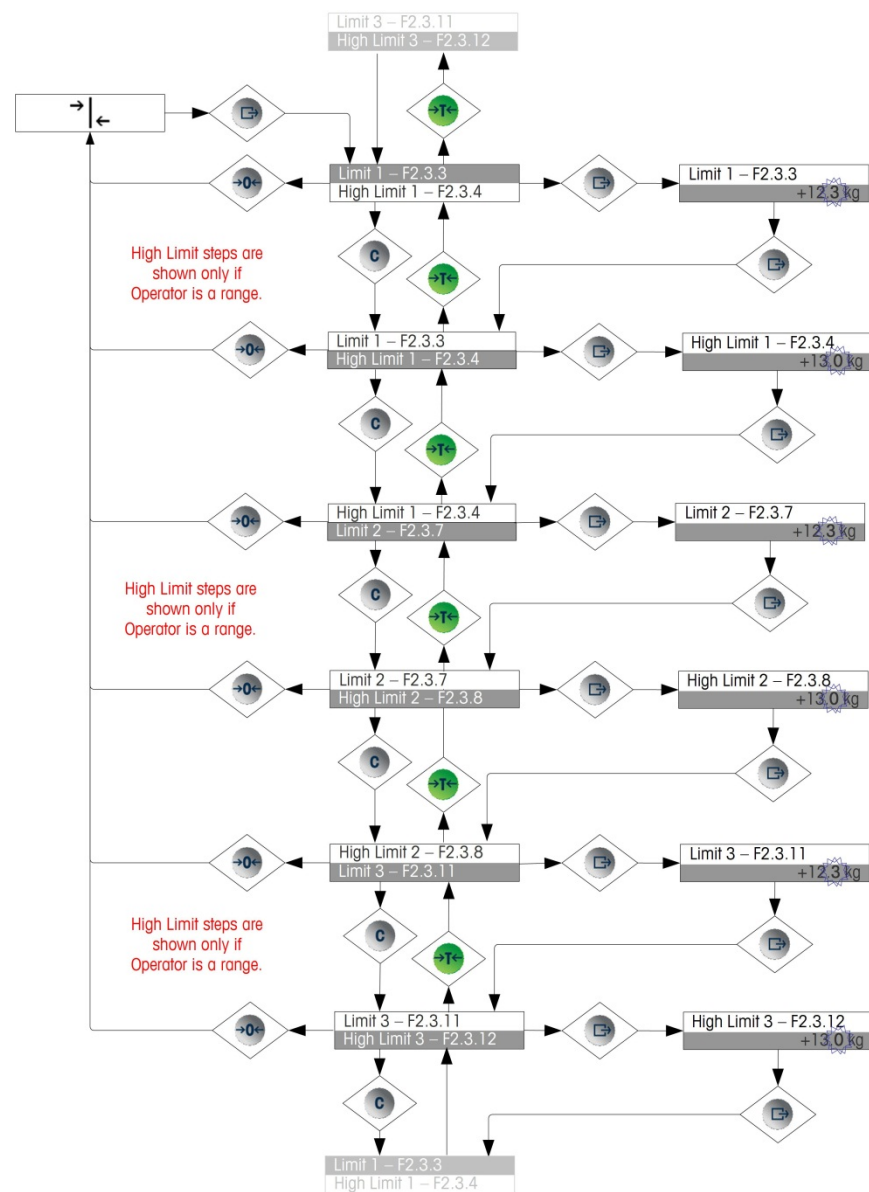 Limit 3 – F2.3.11
High Limit 3 – F2.3.12
→T←
→0←
Limit 1 – F2.3.3
High Limit 1 – F2.3.4
Limit 1 – F2.3.3
+12.3 kg
High Limit steps are
shown only if
Operator is a range.
C
→T←
→0←
Limit 1 – F2.3.3
High Limit 1 – F2.3.4
High Limit 1 – F2.3.4
+13.0 kg
C
→T←
→0←
High Limit 1 – F2.3.4
Limit 2 – F2.3.7
Limit 2 – F2.3.7
+12.3 kg
High Limit steps are
shown only if
Operator is a range.
C
→T←
→0←
Limit 2 – F2.3.7
High Limit 2 – F2.3.8
High Limit 2 – F2.3.8
+13.0 kg
C
→T←
→0←
High Limit 2 – F2.3.8
Limit 3 – F2.3.11
Limit 3 – F2.3.11
+12.3 kg
High Limit steps are
shown only if
Operator is a range.
C
→T←
→0←
Limit 3 – F2.3.11
High Limit 3 – F2.3.12
High Limit 3 – F2.3.12
+13.0 kg
C
Limit 1 – F2.3.3
High Limit 1 – F2.3.4